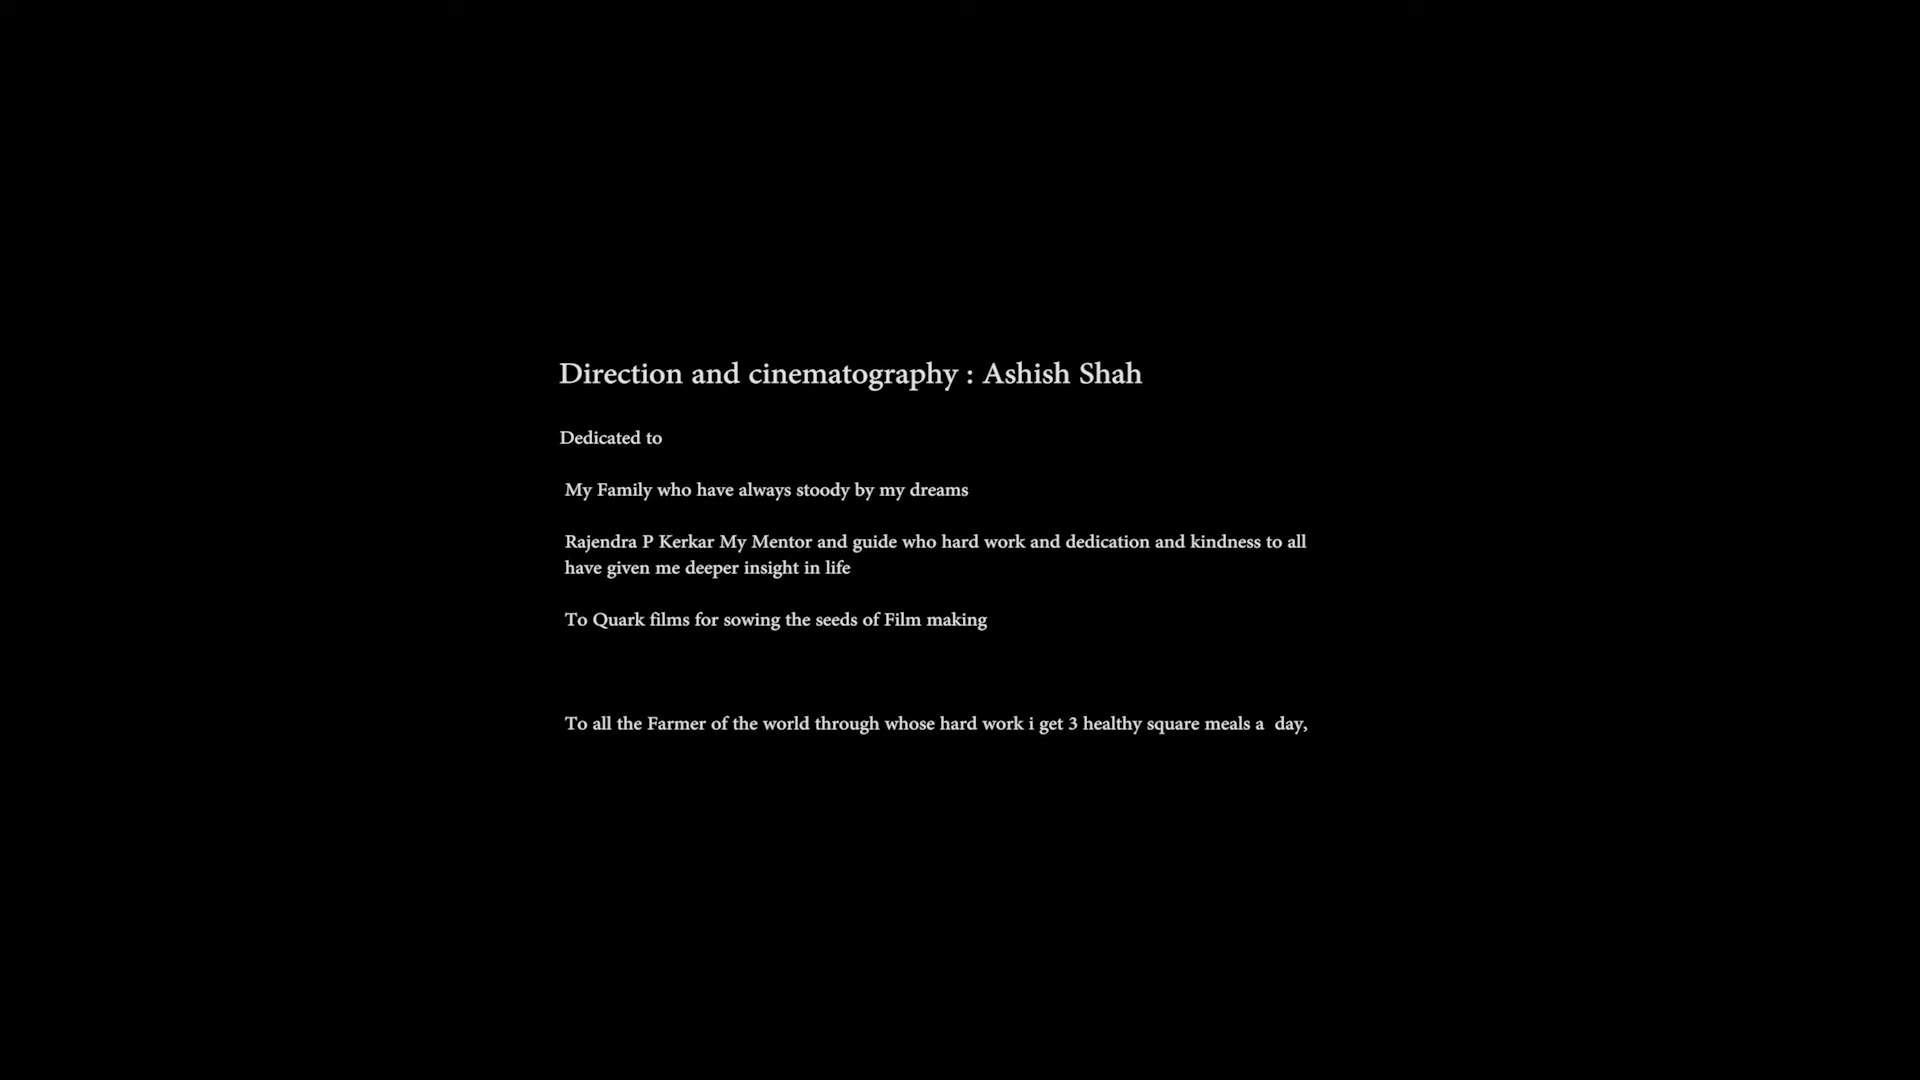 Direction and cinematography : Ashish Shah
Dedicated to
My Family who have always stoody by my dreams
Rajendra P Kerkar My Mentor and guide who hard work and dedication and kindness to all
have given me deeper insight in life
To Quark films for sowing the seeds of Film making
To all the Farmer of the world through whose hard work i get 3 healthy square meals a  day,